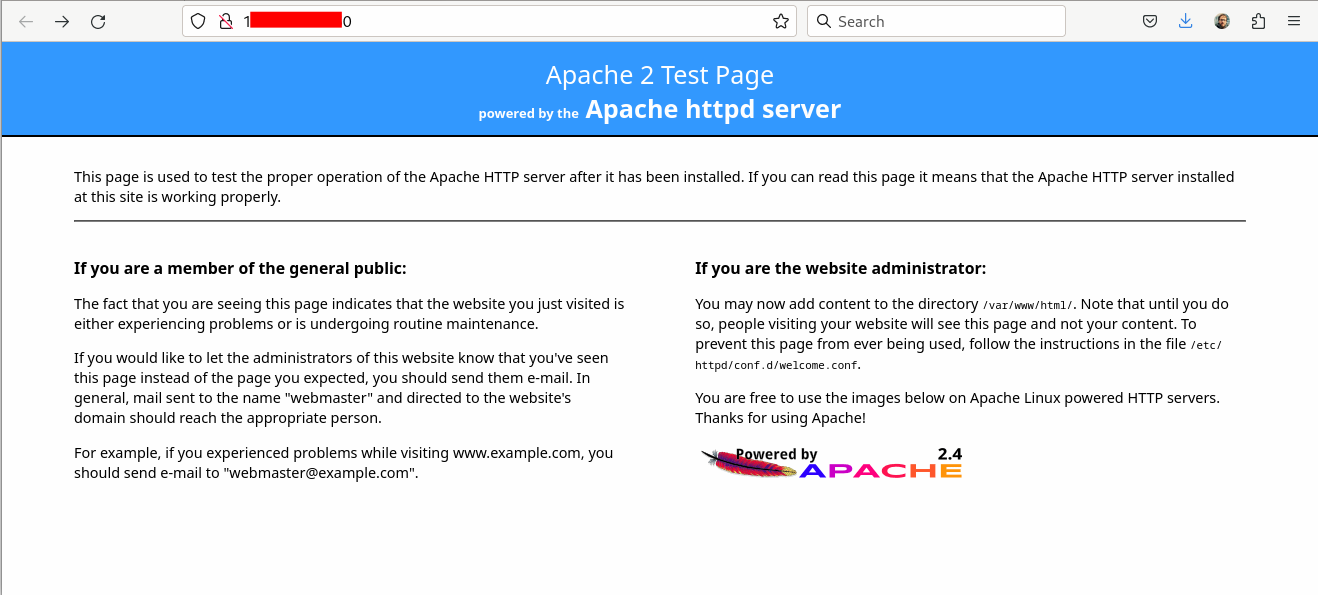 1 0
Search
Apache 2 Test Page
powered by the Apache httpd server
This page is used to test the proper operation of the Apache HTTP server after it has been installed. If you can read this page it means that the Apache HTTP server installed
at this site is working properly.
If you are a member of the general public:
The fact that you are seeing this page indicates that the website you just visited is
either experiencing problems or is undergoing routine maintenance.
If you would like to let the administrators of this website know that you've seen
this page instead of the page you expected, you should send them e-mail. In
general, mail sent to the name "webmaster" and directed to the website's
domain should reach the appropriate person.
For example, if you experienced problems while visiting www.example.com, you
should send e-mail to "webmaster@example.com".
If you are the website administrator:
You may now add content to the directory /var/www/html/. Note that until you do
so, people visiting your website will see this page and not your content. To
prevent this page from ever being used, follow the instructions in the file /etc/
httpd/conf.d/welcome.conf.
You are free to use the images below on Apache Linux powered HTTP servers.
Thanks for using Apache!
Powered by 2.4
APACHE